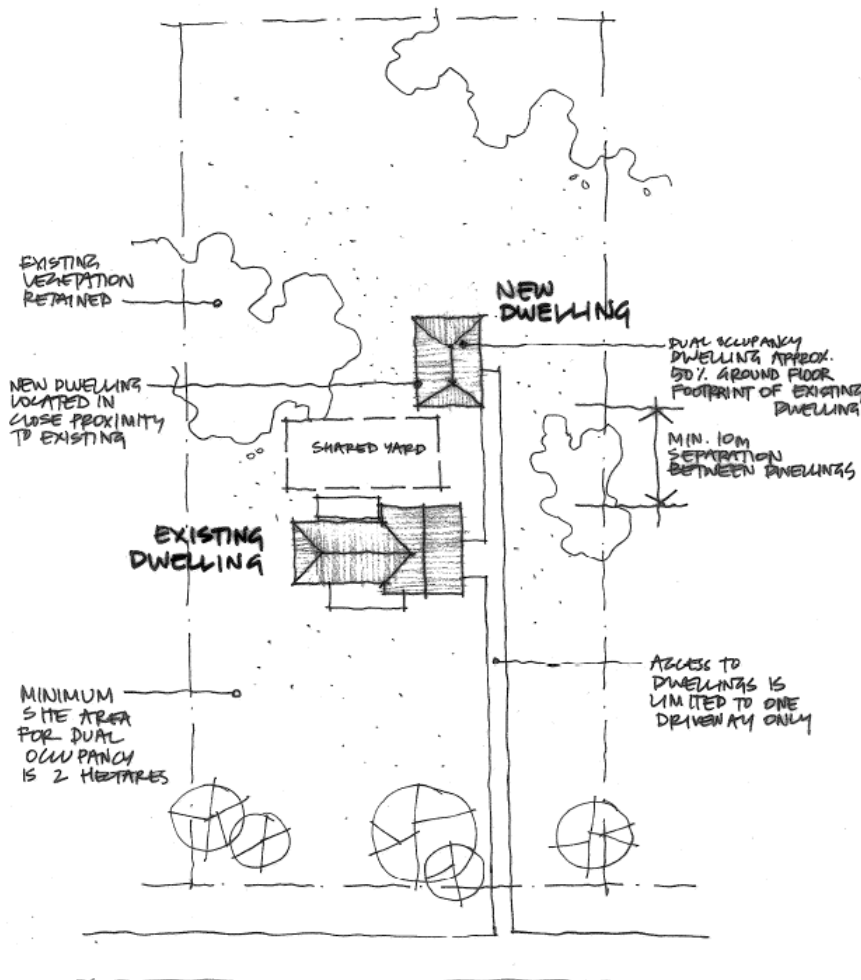 EXISTING
VEGETATION
RETAINED
NEW
DWELLING
DUAL OCCUPANCY
DWELLING APPROX.
50% GROUND FLOOR
FOOTPRINT OF EXISTING
DWELLING
NEW DWELLING
LOCATED IN
CLOSE PROXIMITY
TO EXISTING
SHARED YARD
MIN. 10m
SEPARATION
BETWEEN DWELLINGS
EXISTING
DWELLING
ACCESS TO
DWELLINGS IS
LIMITED TO ONE
DRIVEWAY ONLY
MINIMUM
SITE AREA
FOR DUAL
OCCUPANCY
IS 2 HECTARES